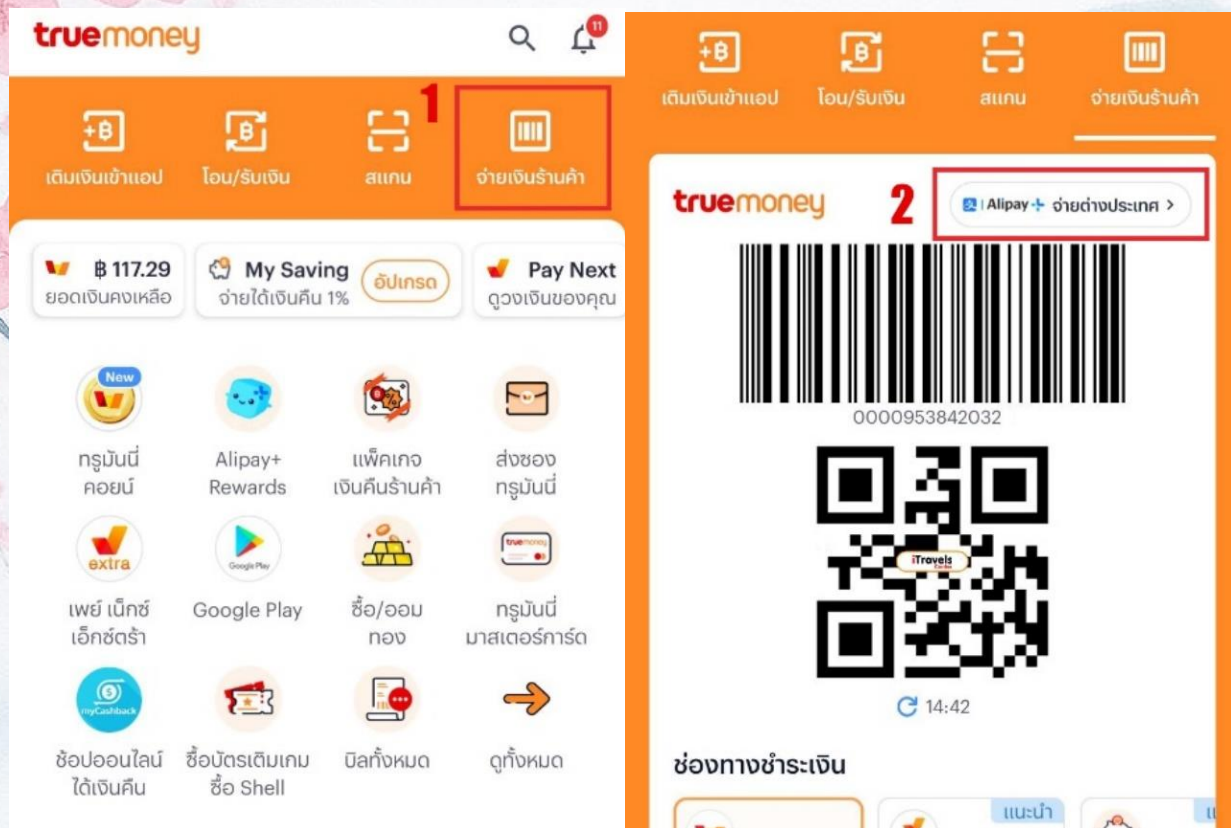 truemoney
11
1
เติมเงินเข้าแอป
โอน/รับเงิน
สแกน
จ่ายเงินร้านค้า
฿ 117.29
ยอดเงินคงเหลือ
My Saving
จ่ายได้เงินคืน 1%
อัปเกรด
Pay Next
ดูวงเงินของคุณ
New
ทรูมันนี่
คอยน์
Alipay+
Rewards
แพ็คเกจ
เงินคืนร้านค้า
ส่งซอง
ทรูมันนี่
extra
เพย์ เน็กซ์
เอ็กซ์ตร้า
Google Play
Google Play
ซื้อ/ออม
ทอง
truemoney
ทรูมันนี่
มาสเตอร์การ์ด
myCashback
ช้อปออนไลน์
ได้เงินคืน
ซื้อบัตรเติมเกม
ซื้อ Shell
บิลทั้งหมด
ดูทั้งหมด
เติมเงินเข้าแอป
โอน/รับเงิน
สแกน
จ่ายเงินร้านค้า
truemoney
2
支 | Alipay+ จ่ายต่างประเทศ >
0000953842032
iTravels
14:42
ช่องทางชำระเงิน
แนะนำ